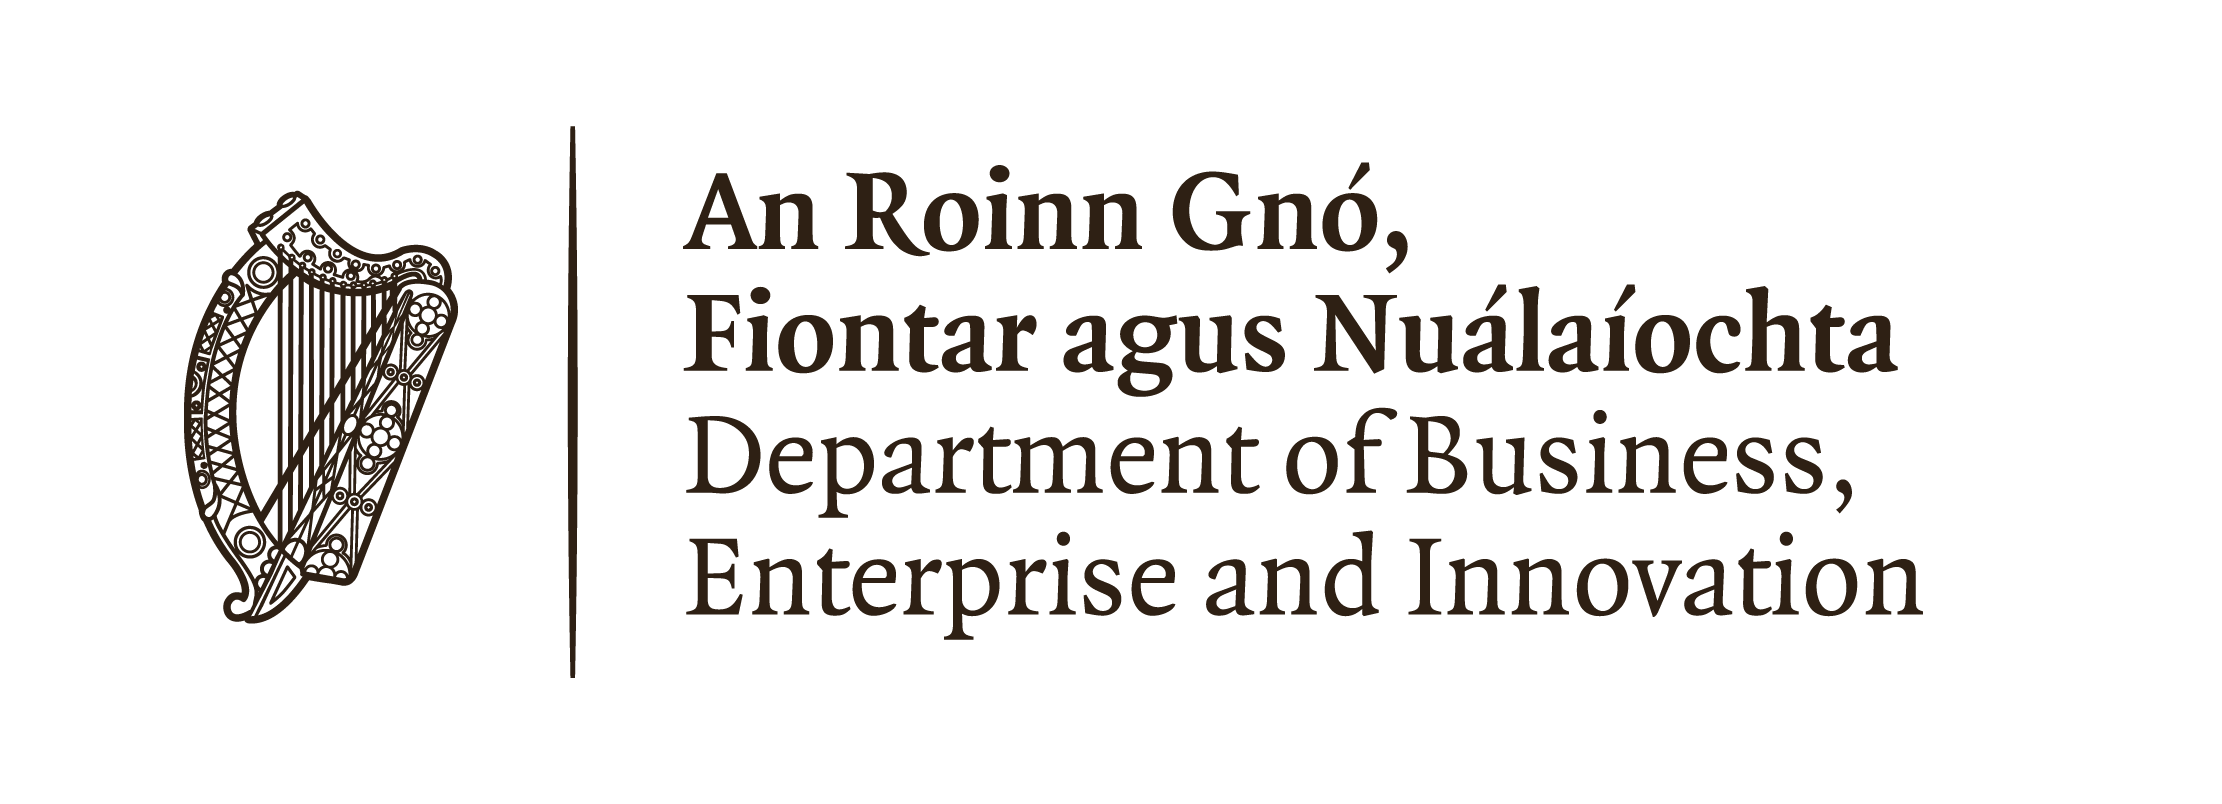 An Roinn Gnó,
Fiontar agus Nuálaíochta
Department of Business,
Enterprise and Innovation